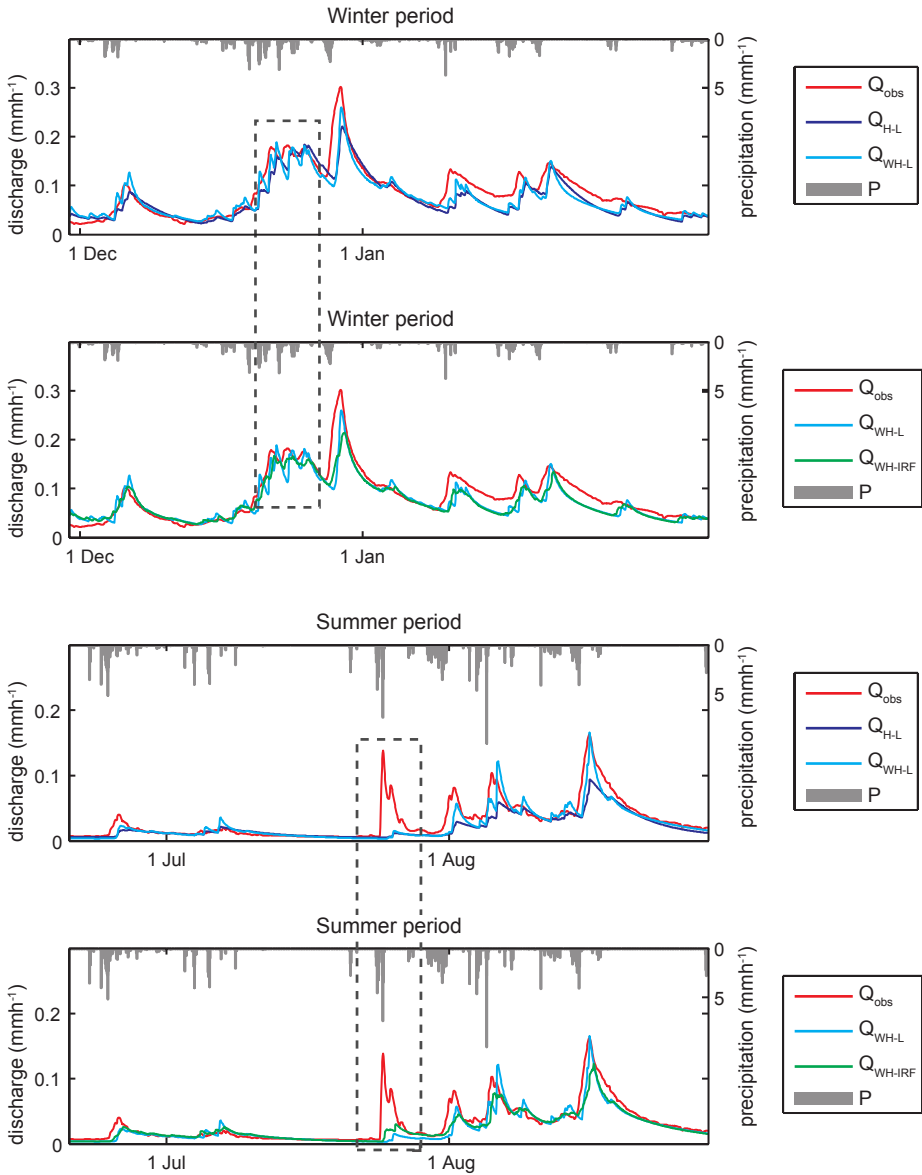 Winter period
discharge (mmh⁻¹)
0.3
0.2
0.1
0
1 Dec
1 Jan
0
5
precipitation (mmh⁻¹)
Qobs
QH-L
QWH-L
P
Winter period
discharge (mmh⁻¹)
0.3
0.2
0.1
0
1 Dec
1 Jan
0
5
precipitation (mmh⁻¹)
Qobs
QWH-L
QWH-IRF
P
Summer period
discharge (mmh⁻¹)
0.2
0.1
0
1 Jul
1 Aug
0
5
precipitation (mmh⁻¹)
Qobs
QH-L
QWH-L
P
Summer period
discharge (mmh⁻¹)
0.2
0.1
0
1 Jul
1 Aug
0
5
precipitation (mmh⁻¹)
Qobs
QWH-L
QWH-IRF
P